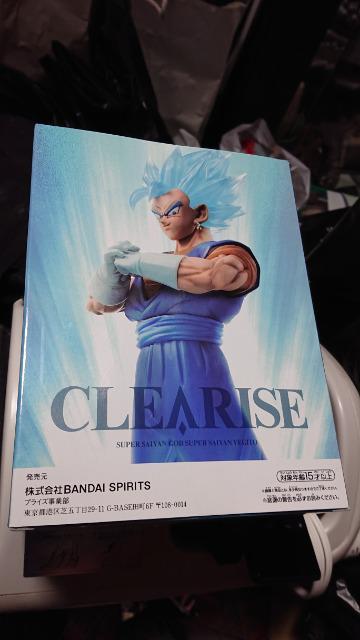 CLEARISE
SUPER SAIYAN GOD SUPER SAIYAN VEGITO
発売元
株式会社BANDAI SPIRITS
プライズ事業部
東京都港区芝五丁目29-11 G-BASE田町6F 〒108-0014
対象年齢15才以上